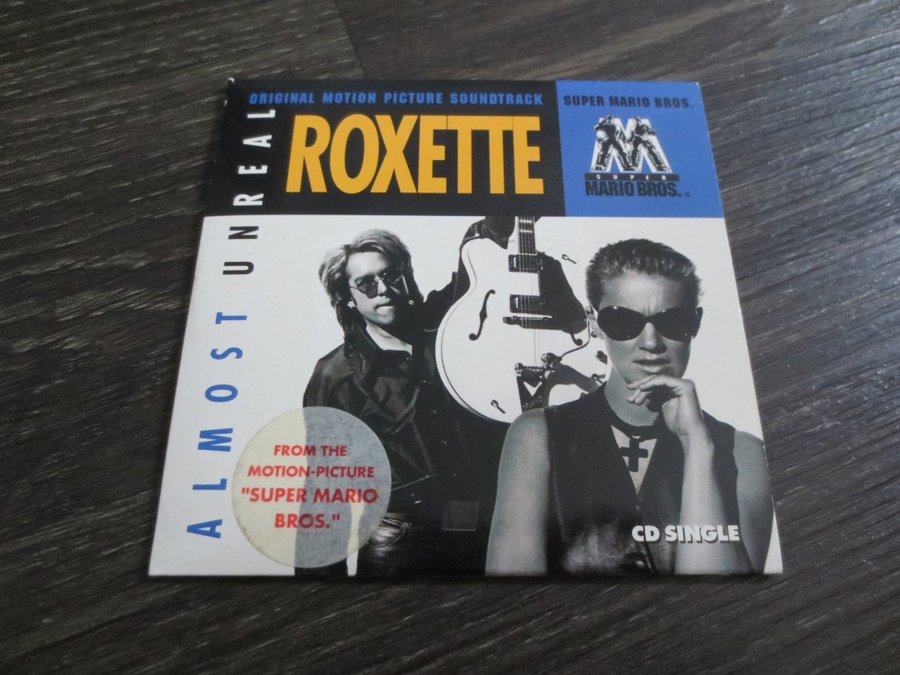 ORIGINAL MOTION PICTURE SOUNDTRACK
ROXETTE
SUPER MARIO BROS.
M
SUPER
MARIO BROS.
ALMOST UNREAL
FROM THE
MOTION-PICTURE
"SUPER MARIO
BROS."
CD SINGLE